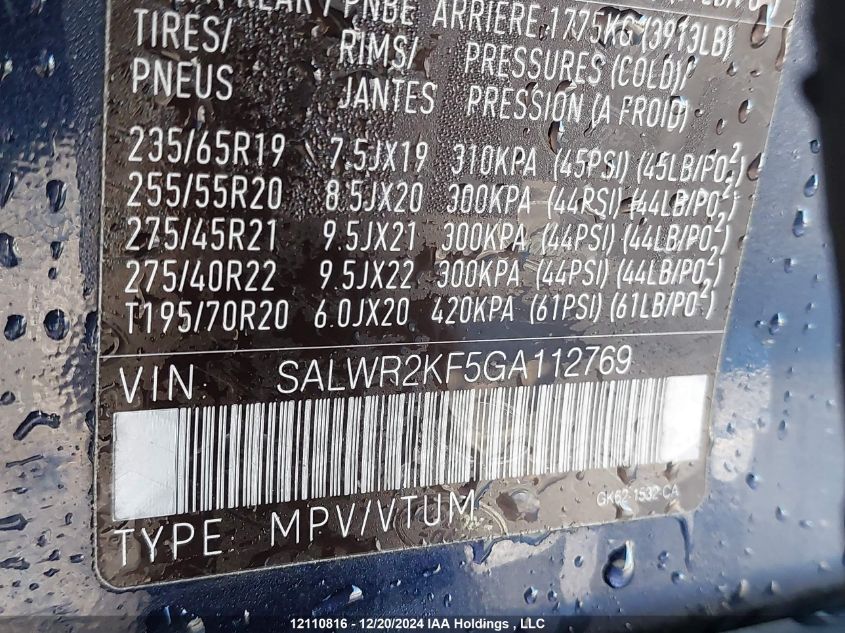 ARRIERE 1775KG (3913LB)
TIRES/ RIMS/ PRESSURES (COLD)/
PNEUS JANTES PRESSION (A FROID)
235/65R19 7.5JX19 310KPA (45PSI) (45LB/PO²)
255/55R20 8.5JX20 300KPA (44PSI) (44LB/PO²)
275/45R21 9.5JX21 300KPA (44PSI) (44LB/PO²)
275/40R22 9.5JX22 300KPA (44PSI) (44LB/PO²)
T195/70R20 6.0JX20 420KPA (61PSI) (61LB/PO²)
VIN SALWR2KF5GA112769
GK62-1532-CA
TYPE MPV/VTUM
12110816 - 12/20/2024 IAA Holdings, LLC